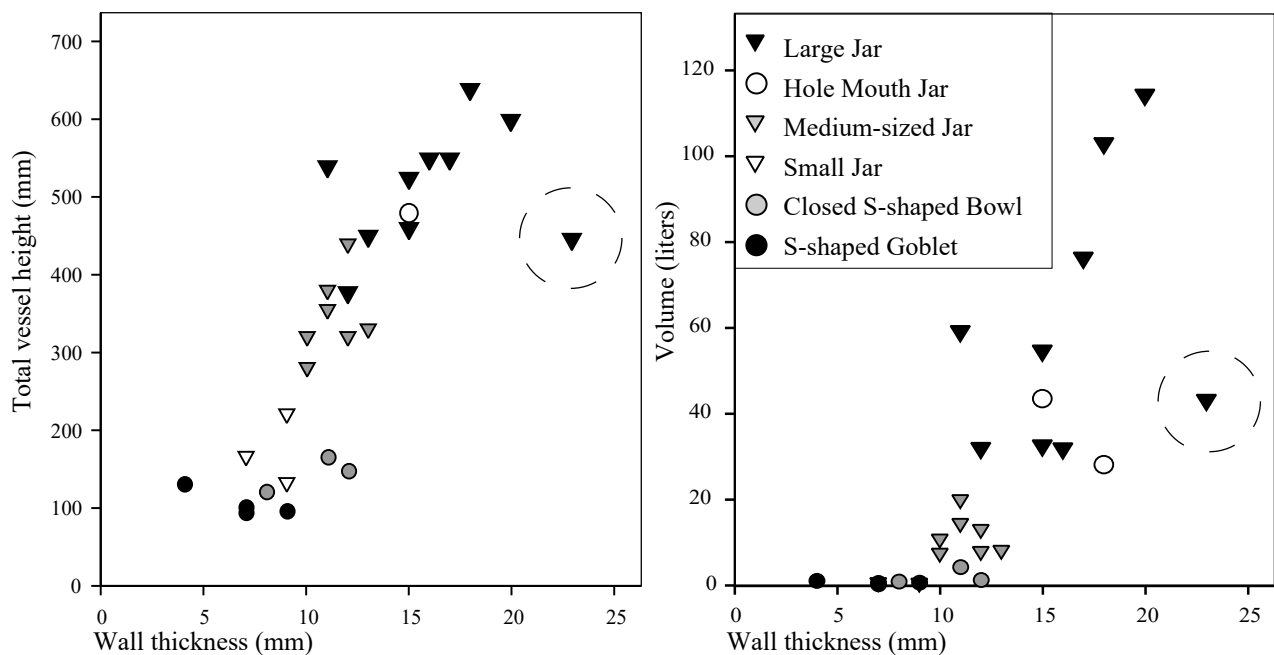 700
600
500
400
300
200
100
0
Total vessel height (mm)
0 5 10 15 20 25
Wall thickness (mm)
120
100
80
60
40
20
0
Volume (liters)
Large Jar
Hole Mouth Jar
Medium-sized Jar
Small Jar
Closed S-shaped Bowl
S-shaped Goblet
0 5 10 15 20 25
Wall thickness (mm)